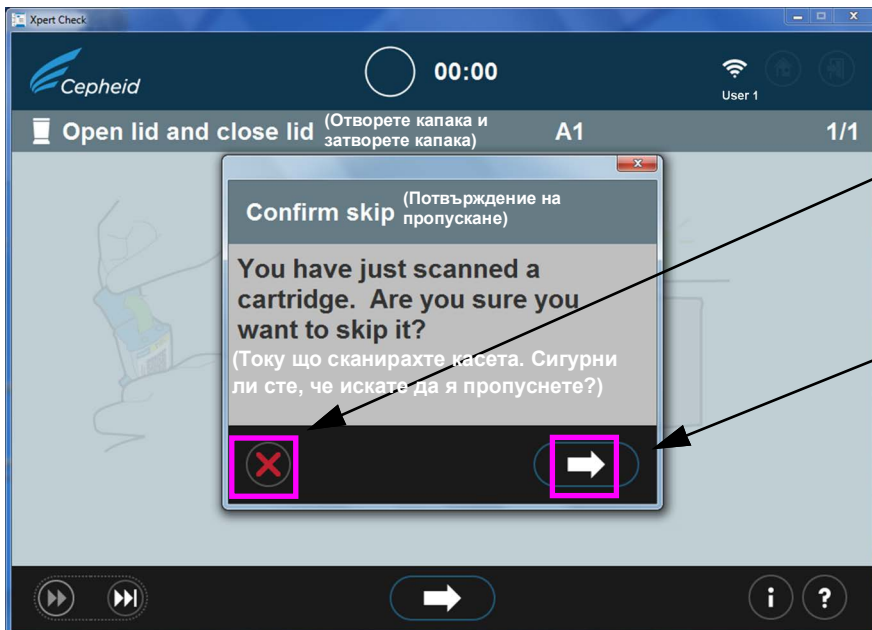 Xpert Check
Cepheid
00:00
User 1
Open lid and close lid (Отворете капака и
затворете капака)
A1
1/1
Confirm skip (Потвърждение на
пропускане)
You have just scanned a
cartridge. Are you sure you
want to skip it?
(Току що сканирахте касета. Сигурни
ли сте, че искате да я пропуснете?)
i
?